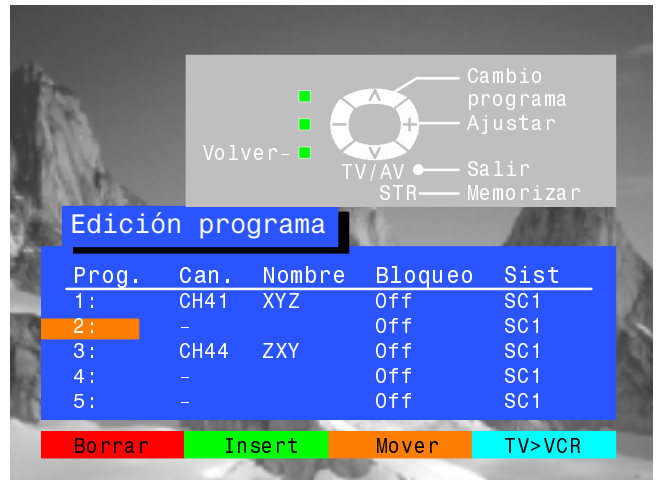 Cambio
programa
Ajustar
Volver
TV/AV
Salir
STR
Memorizar
Edición programa
Prog. Can. Nombre Bloqueo Sist
1: CH41 XYZ Off SC1
2: - Off SC1
3: CH44 ZXY Off SC1
4: - Off SC1
5: - Off SC1
Borrar Insert Mover TV>VCR